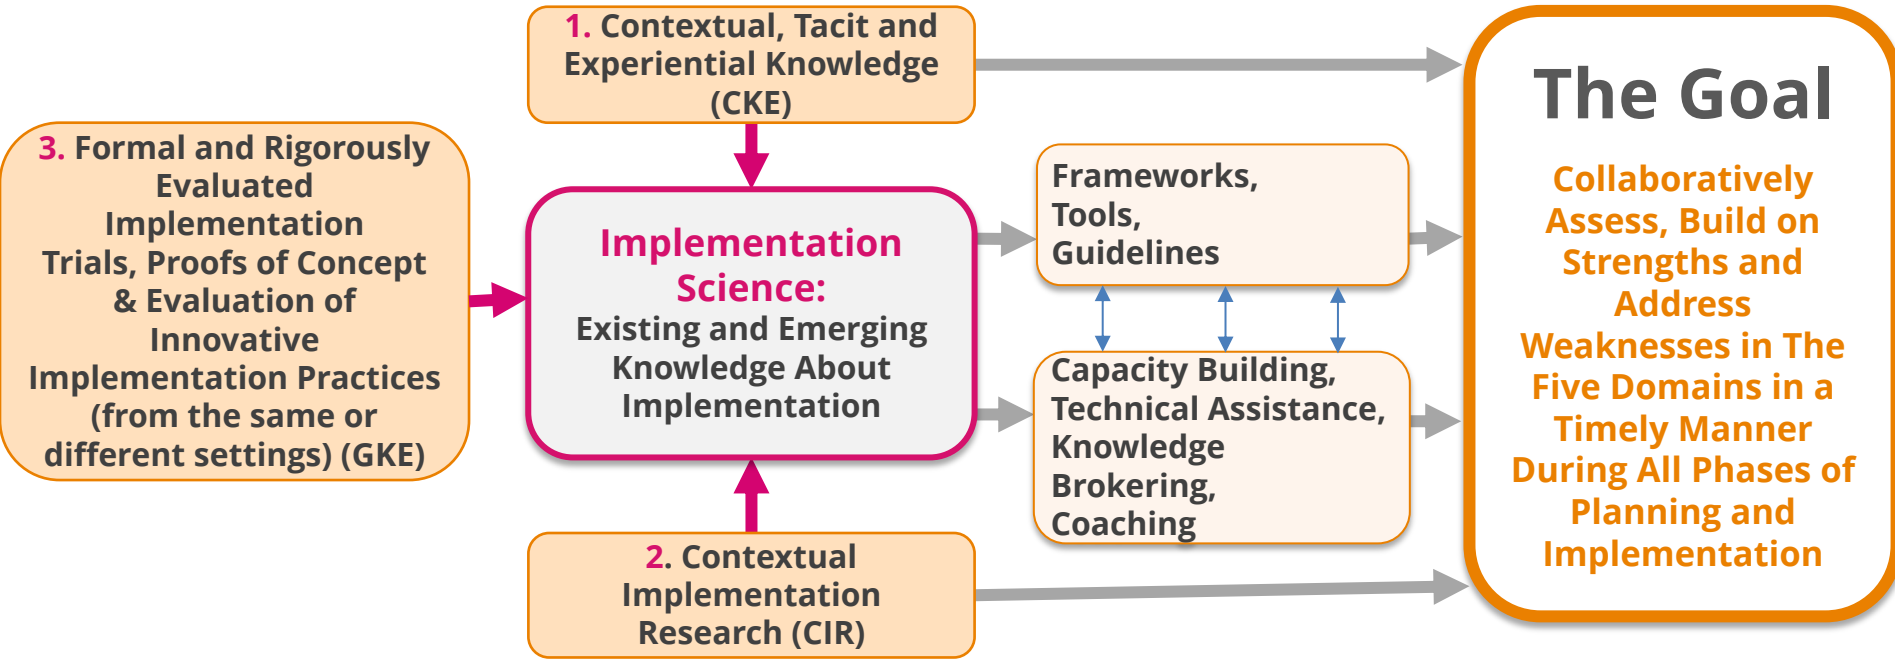 1. Contextual, Tacit and
Experiential Knowledge
(CKE)
3. Formal and Rigorously
Evaluated
Implementation
Trials, Proofs of Concept
& Evaluation of
Innovative
Implementation Practices
(from the same or
different settings) (GKE)
Implementation
Science:
Existing and Emerging
Knowledge About
Implementation
2. Contextual
Implementation
Research (CIR)
Frameworks,
Tools,
Guidelines
Capacity Building,
Technical Assistance,
Knowledge
Brokering,
Coaching
The Goal
Collaboratively
Assess, Build on
Strengths and
Address
Weaknesses in The
Five Domains in a
Timely Manner
During All Phases of
Planning and
Implementation